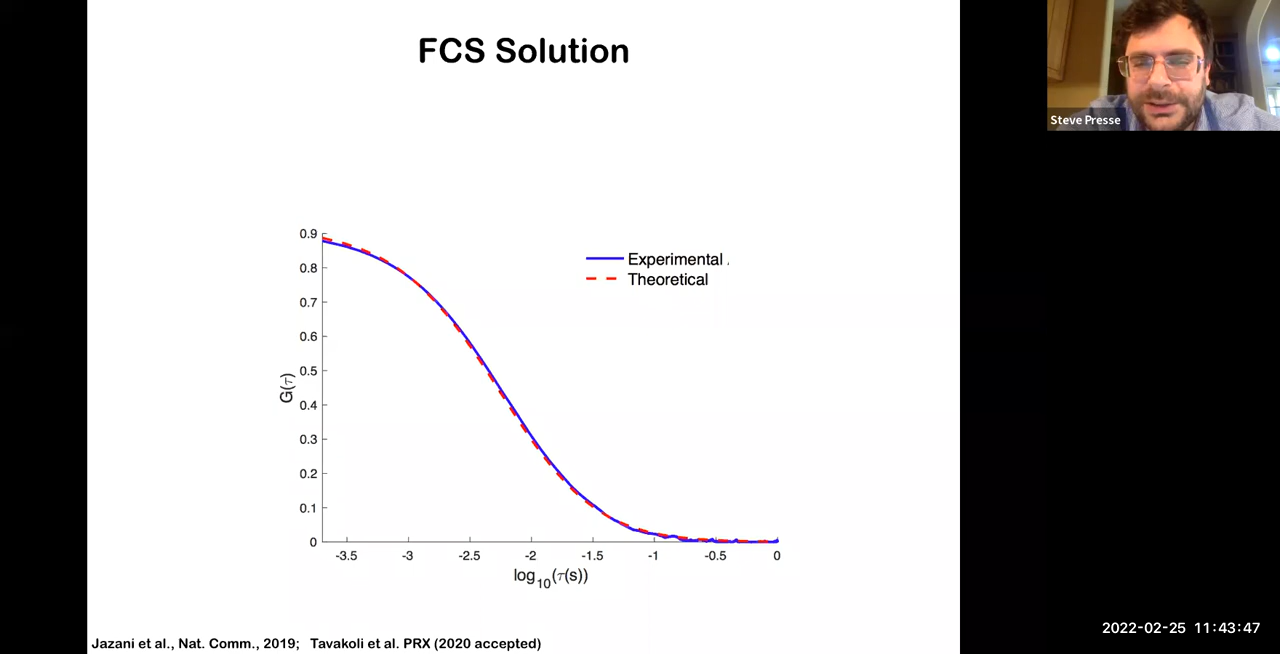 FCS Solution
Steve Presse
Experimental
Theoretical
0.9
0.8
0.7
0.6
0.5
0.4
0.3
0.2
0.1
0
G(τ)
-3.5 -3 -2.5 -2 -1.5 -1 -0.5 0
log10(τ(s))
2022-02-25 11:43:47
Jazani et al., Nat. Comm., 2019; Tavakoli et al. PRX (2020 accepted)